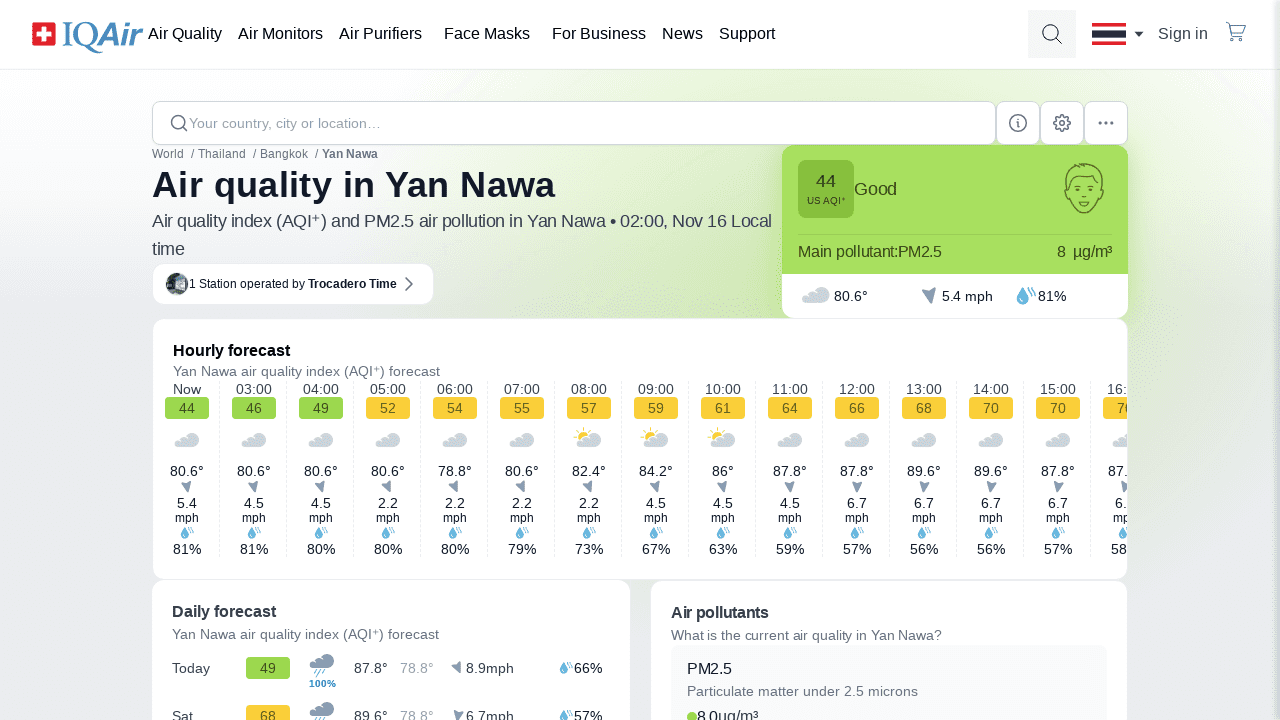 IQAir Air Quality Air Monitors Air Purifiers Face Masks For Business News Support Sign in
Your country, city or location…
World / Thailand / Bangkok / Yan Nawa
Air quality in Yan Nawa
Air quality index (AQI⁺) and PM2.5 air pollution in Yan Nawa • 02:00, Nov 16 Local
time
1 Station operated by Trocadero Time
44
US AQI⁺
Good
Main pollutant:PM2.5 8 µg/m³
80.6° 5.4 mph 81%
Hourly forecast
Yan Nawa air quality index (AQI⁺) forecast
Now 03:00 04:00 05:00 06:00 07:00 08:00 09:00 10:00 11:00 12:00 13:00 14:00 15:00
44 46 49 52 54 55 57 59 61 64 66 68 70 70
80.6° 80.6° 80.6° 80.6° 78.8° 80.6° 82.4° 84.2° 86° 87.8° 87.8° 89.6° 89.6° 87.8°
5.4 4.5 4.5 2.2 2.2 2.2 2.2 4.5 4.5 4.5 6.7 6.7 6.7 6.7
mph mph mph mph mph mph mph mph mph mph mph mph mph mph
81% 81% 80% 80% 80% 79% 73% 67% 63% 59% 57% 56% 56% 57%
Daily forecast
Yan Nawa air quality index (AQI⁺) forecast
Today 49 100% 87.8° 78.8° 8.9mph 66%
Sat 68 89.6° 78.8° 6.7mph 57%
Air pollutants
What is the current air quality in Yan Nawa?
PM2.5
Particulate matter under 2.5 microns
8.0µg/m³